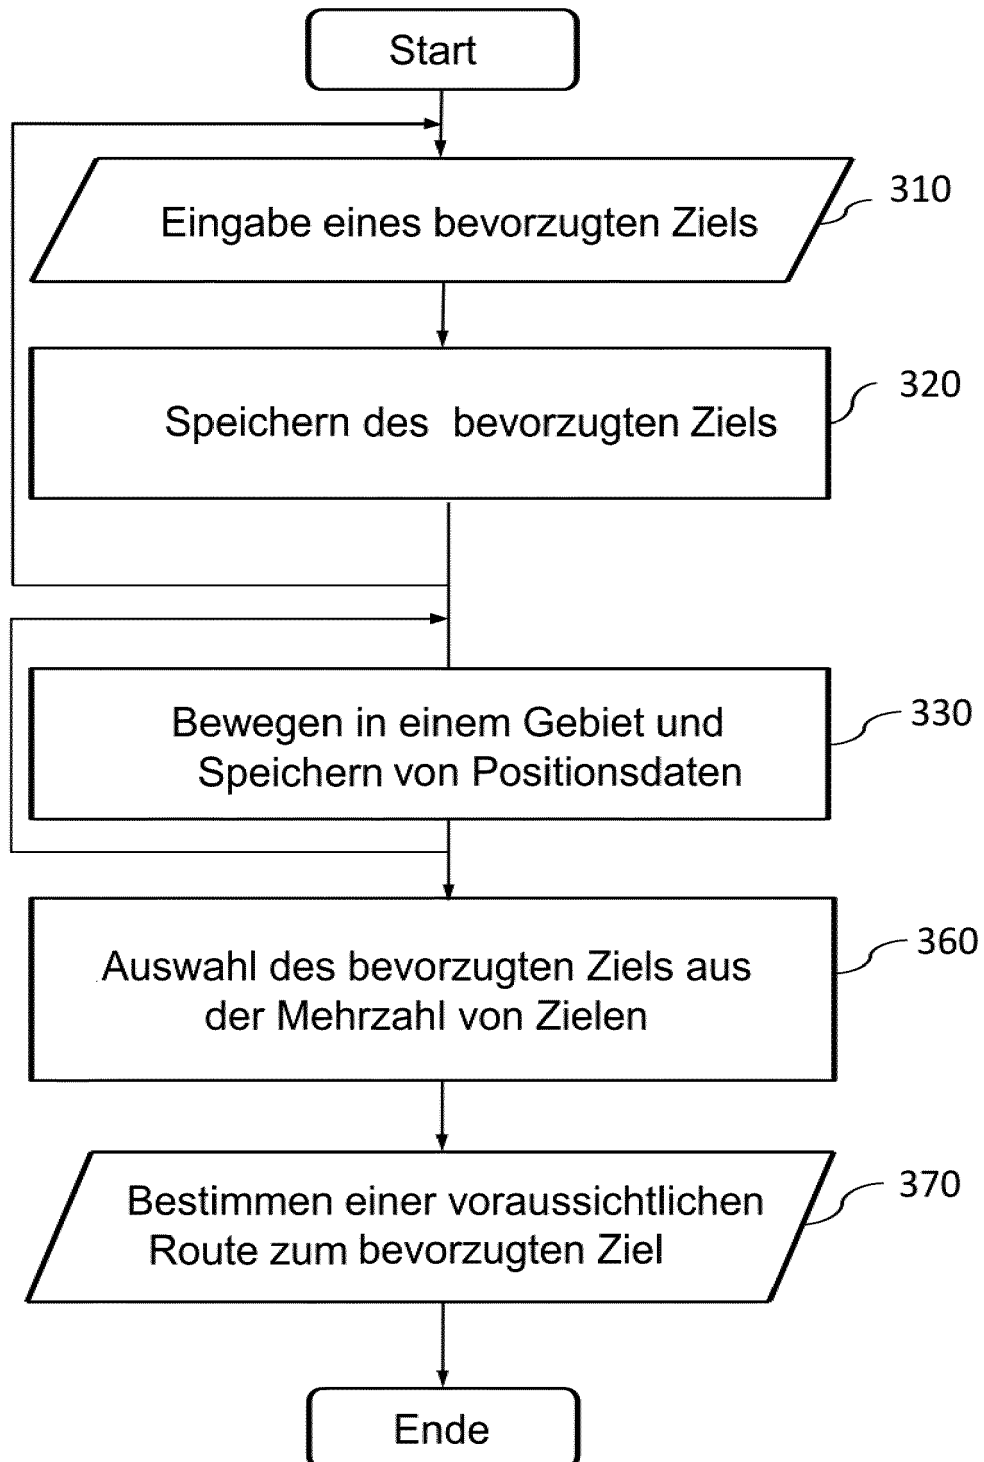 Start
Eingabe eines bevorzugten Ziels
310
Speichern des bevorzugten Ziels
320
Bewegen in einem Gebiet und
Speichern von Positionsdaten
330
Auswahl des bevorzugten Ziels aus
der Mehrzahl von Zielen
360
Bestimmen einer voraussichtlichen
Route zum bevorzugten Ziel
370
Ende